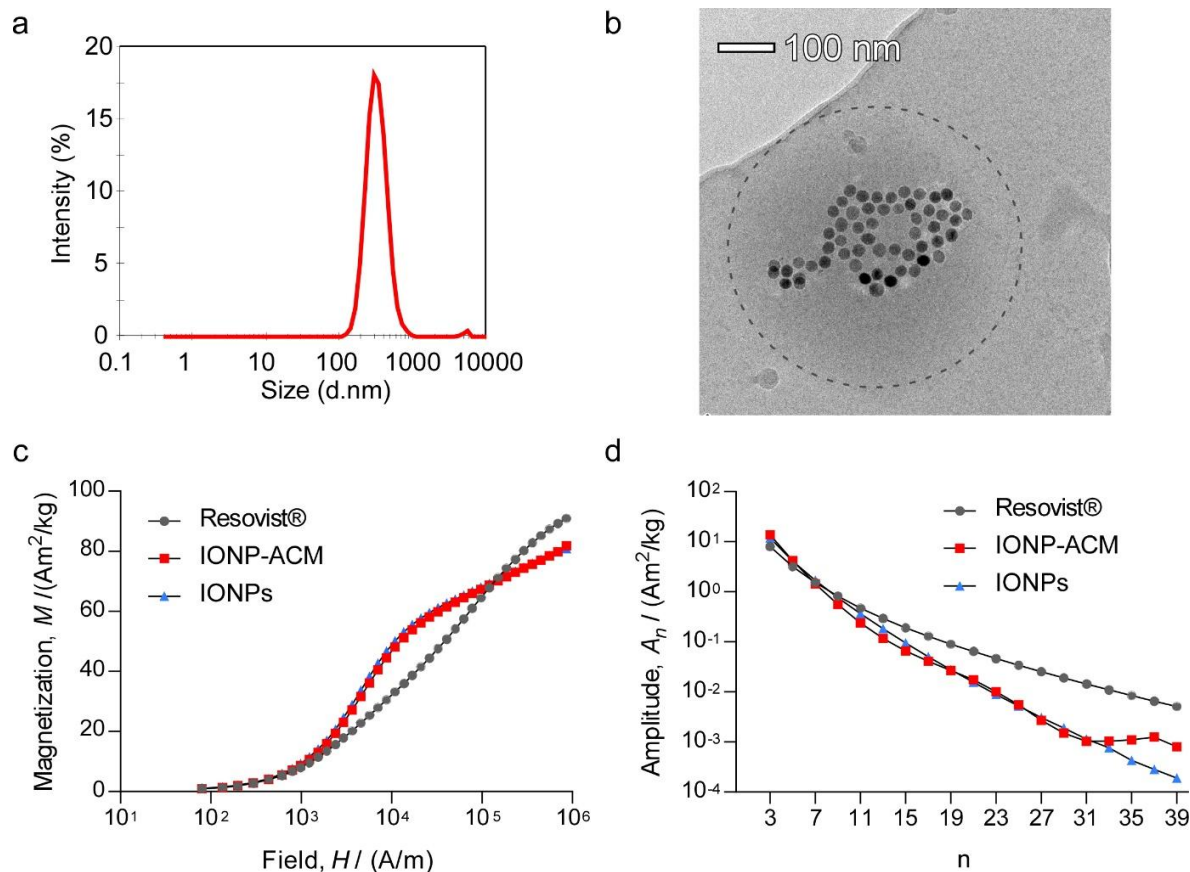 a
20
15
10
5
0
Intensity (%)
0.1 1 10 100 1000 10000
Size (d.nm)
b
100 nm
c
100
80
60
40
20
0
Magnetization, M /(Am²/kg)
Resovist®
IONP-ACM
IONPs
10¹ 10² 10³ 10⁴ 10⁵ 10⁶
Field, H / (A/m)
d
10²
10¹
10⁰
10⁻¹
10⁻²
10⁻³
10⁻⁴
Amplitude, Aₙ / (Am²/kg)
Resovist®
IONP-ACM
IONPs
3 7 11 15 19 23 27 31 35 39
n